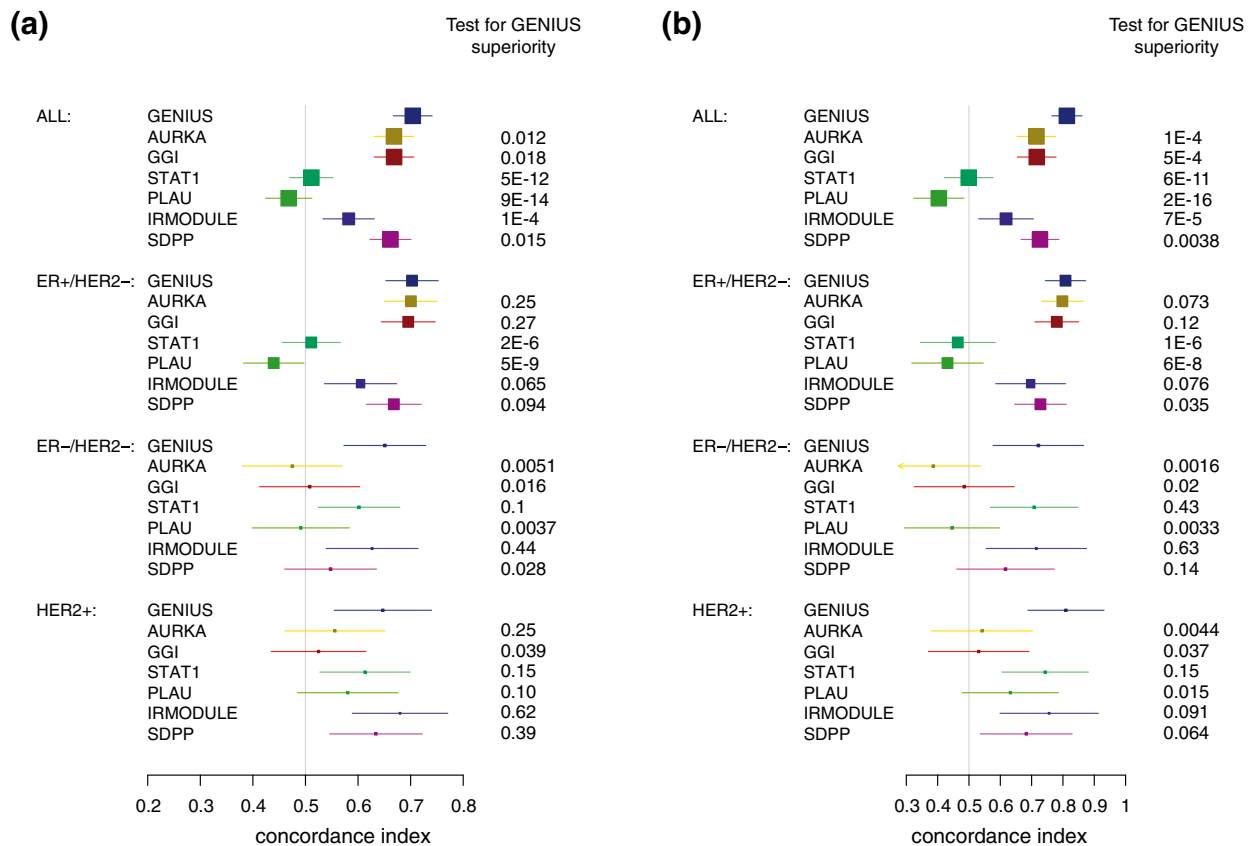 (a)
Test for GENIUS
superiority
ALL: GENIUS
AURKA 0.012
GGI 0.018
STAT1 5E-12
PLAU 9E-14
IRMODULE 1E-4
SDPP 0.015
ER+/HER2−: GENIUS
AURKA 0.25
GGI 0.27
STAT1 2E-6
PLAU 5E-9
IRMODULE 0.065
SDPP 0.094
ER−/HER2−: GENIUS
AURKA 0.0051
GGI 0.016
STAT1 0.1
PLAU 0.0037
IRMODULE 0.44
SDPP 0.028
HER2+: GENIUS
AURKA 0.25
GGI 0.039
STAT1 0.15
PLAU 0.10
IRMODULE 0.62
SDPP 0.39
0.2 0.3 0.4 0.5 0.6 0.7 0.8
concordance index
(b)
Test for GENIUS
superiority
ALL: GENIUS
AURKA 1E-4
GGI 5E-4
STAT1 6E-11
PLAU 2E-16
IRMODULE 7E-5
SDPP 0.0038
ER+/HER2−: GENIUS
AURKA 0.073
GGI 0.12
STAT1 1E-6
PLAU 6E-8
IRMODULE 0.076
SDPP 0.035
ER−/HER2−: GENIUS
AURKA 0.0016
GGI 0.02
STAT1 0.43
PLAU 0.0033
IRMODULE 0.63
SDPP 0.14
HER2+: GENIUS
AURKA 0.0044
GGI 0.037
STAT1 0.15
PLAU 0.015
IRMODULE 0.091
SDPP 0.064
0.3 0.4 0.5 0.6 0.7 0.8 0.9 1
concordance index